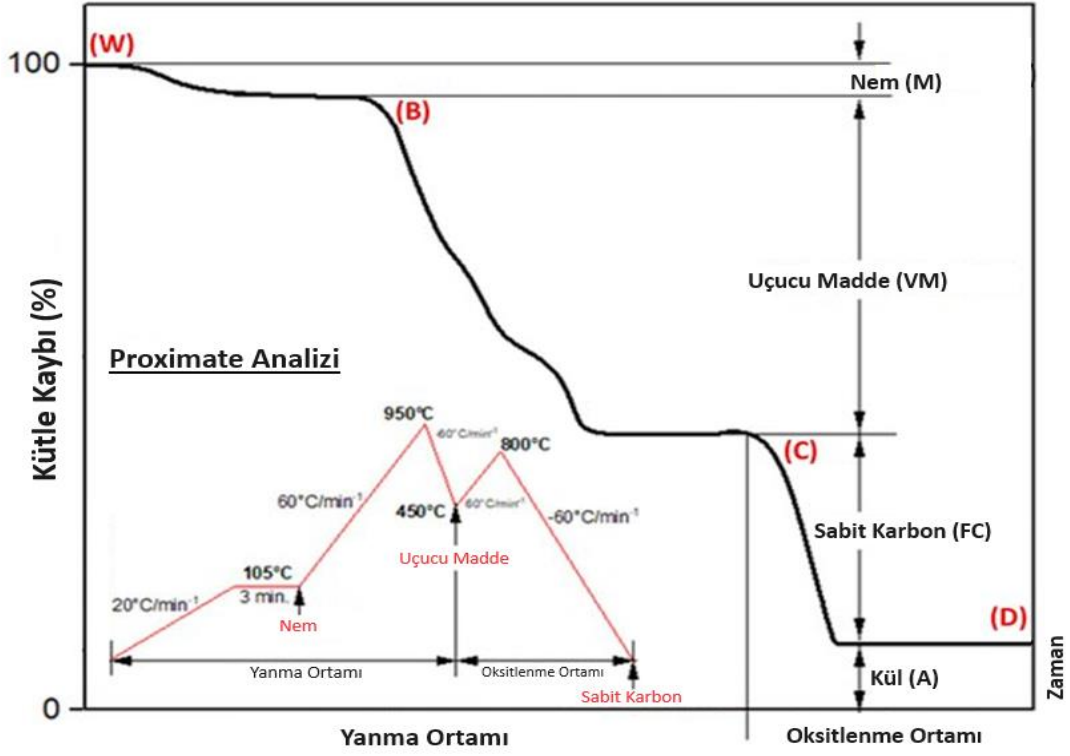 (W)
100
Nem (M)
(B)
Uçucu Madde (VM)
Kütle Kaybı (%)
Proximate Analizi
950°C
-60°C/min⁻¹
800°C
(C)
60°C/min⁻¹
450°C
60°C/min⁻¹
-60°C/min⁻¹
Sabit Karbon (FC)
Uçucu Madde
105°C
20°C/min⁻¹
3 min.
Nem
(D)
Yanma Ortamı
Oksitlenme Ortamı
Sabit Karbon
Kül (A)
Zaman
0
Yanma Ortamı
Oksitlenme Ortamı